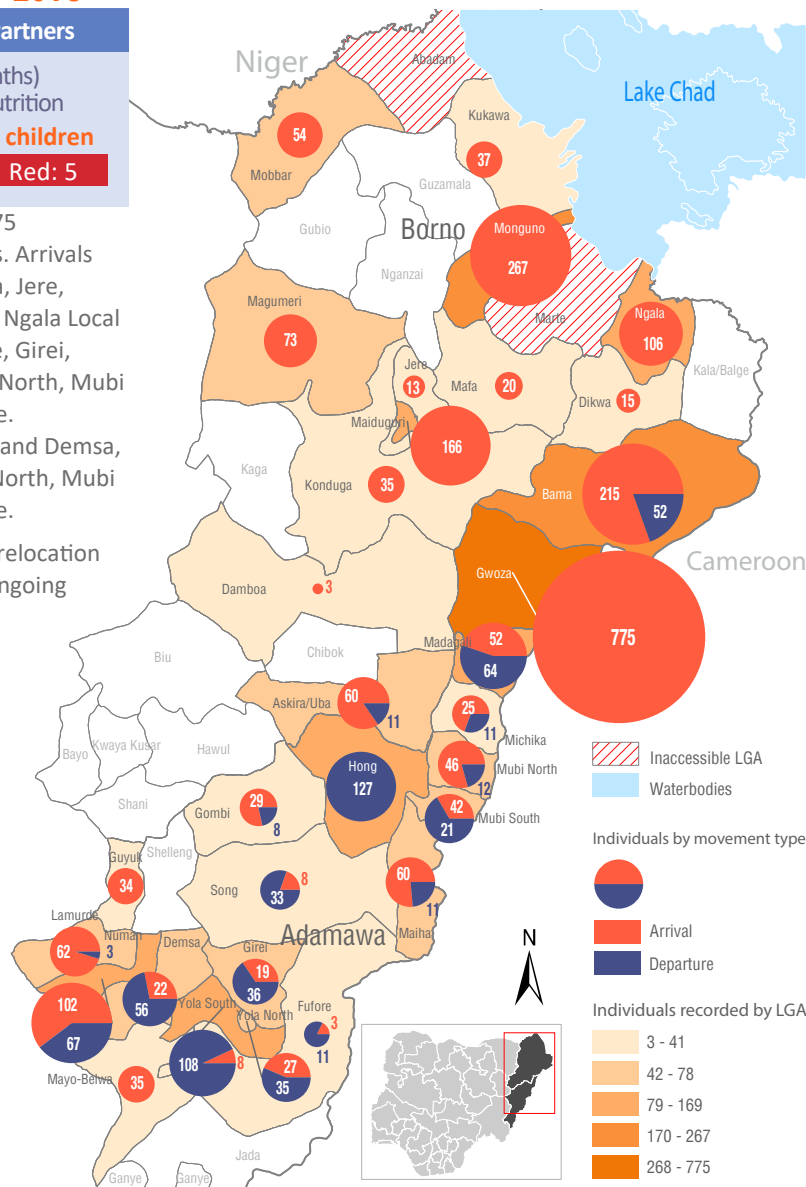 artners
ths)
utrition
children
Red: 5
75
s. Arrivals
, Jere,
Ngala Local
e, Girei,
North, Mubi
e.
and Demsa,
North, Mubi
e.
relocation
ngoing
Niger
Abadam
Lake Chad
Kukawa
54
37
Mobbar
Guzamala
Gubio
Borno
Monguno
267
Nganzai
Magumeri
Marte
Ngala
73
106
Jere
Kala/Balge
13
Mafa
20
Dikwa
15
Maiduguri
166
Kaga
Konduga
35
Bama
215
52
Cameroon
Gwoza
Damboa
3
775
Madagali
52
64
Biu
Chibok
Askira/Uba
60
11
25
11
Michika
Bayo
Kwaya Kusar
Hawul
Hong
127
46
12
Mubi North
Shani
Gombi
29
8
42
21
Mubi South
Guyuk
Shelleng
34
Song
8
33
60
11
Maiha
Lamurde
62
3
Numan
Demsa
Adamawa
Girei
19
36
22
56
Yola South
Yola North
Fufore
3
11
102
67
Mayo-Belwa
35
108
8
27
35
Jada
Ganye
Ganye
Inaccessible LGA
Waterbodies
Individuals by movement type
Arrival
Departure
N
Individuals recorded by LGA
3 - 41
42 - 78
79 - 169
170 - 267
268 - 775